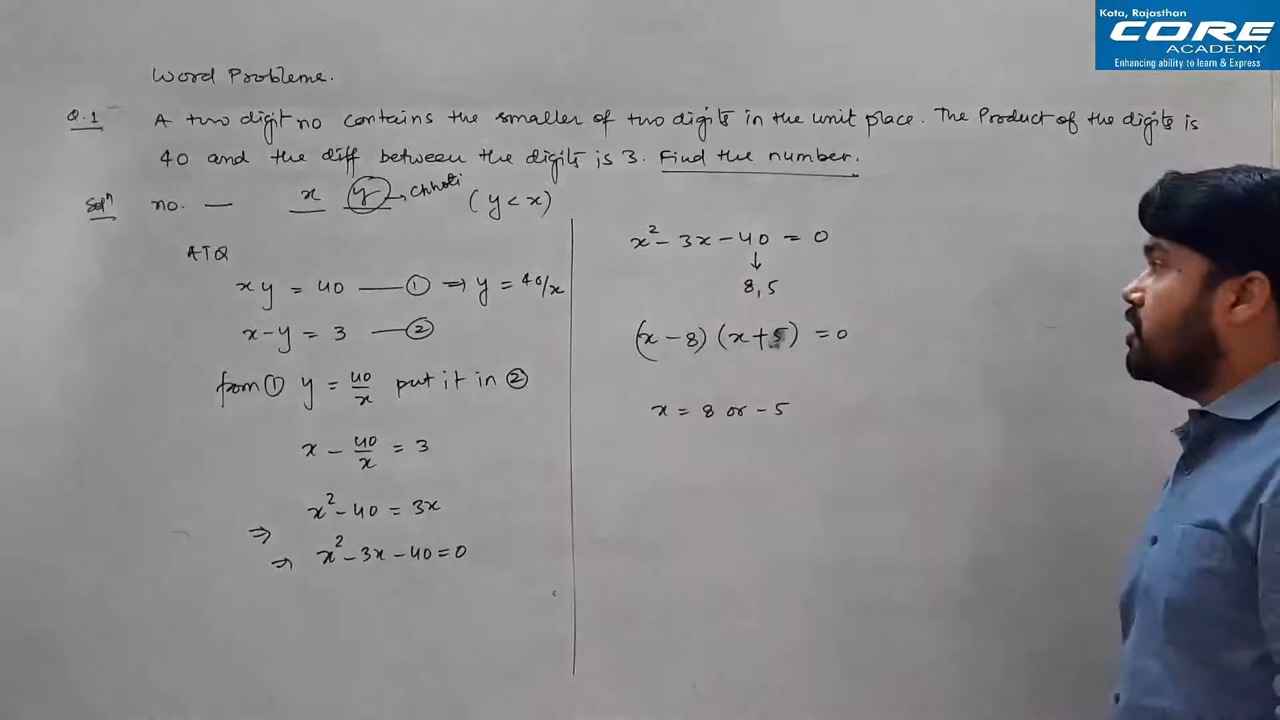 Kota, Rajasthan
CORE
ACADEMY
Enhancing ability to learn & Express
Word Probleme.
Q.1 A two digit no contains the smaller of two digits in the unit place. The Product of the digits is
40 and the diff between the digits is 3. Find the number.
Solⁿ no. — x y → chhoti (y < x)
ATQ
xy = 40 — ① ⇒ y = 40/x
x-y = 3 — ②
from ① y = 40/x put it in ②
x - 40/x = 3
⇒ x² - 40 = 3x
⇒ x² - 3x - 40 = 0
x² - 3x - 40 = 0
↓
8, 5
(x - 8) (x + 5) = 0
x = 8 or - 5